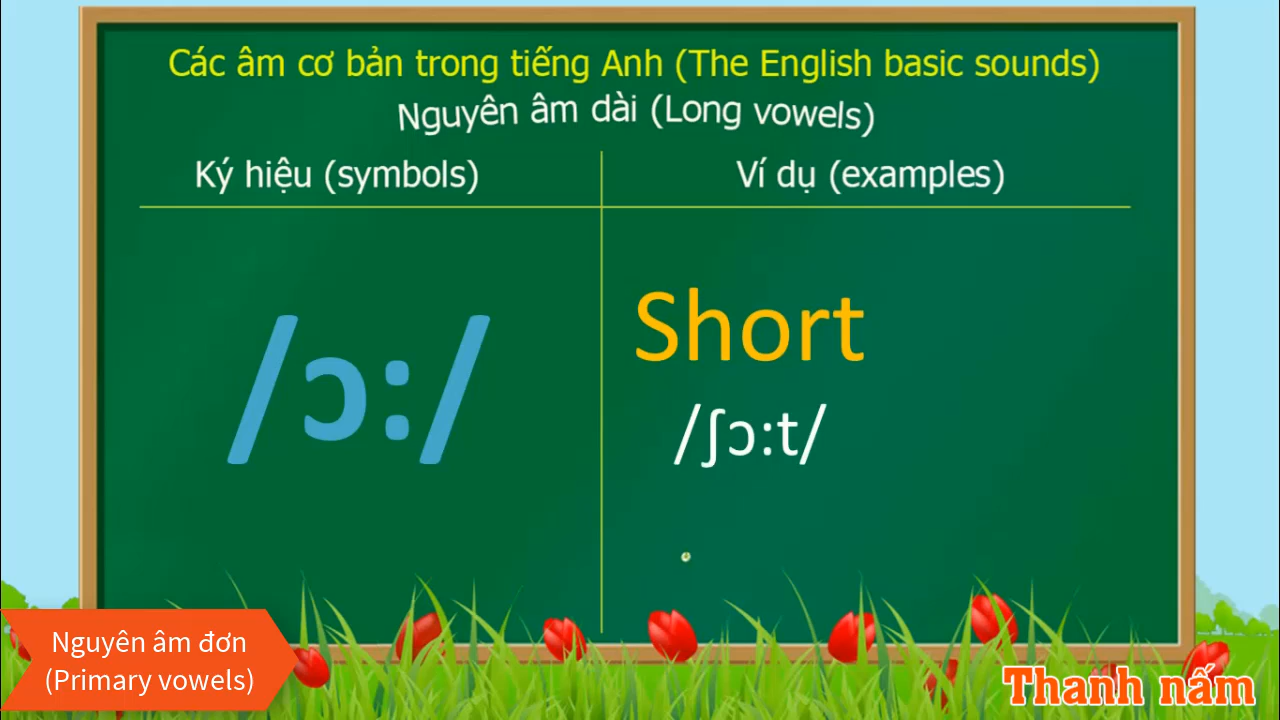 Các âm cơ bản trong tiếng Anh (The English basic sounds)
Nguyên âm dài (Long vowels)
Ký hiệu (symbols)
Ví dụ (examples)
/ɔ:/
Short
/ʃɔ:t/
Nguyên âm đơn
(Primary vowels)
Thanh nấm